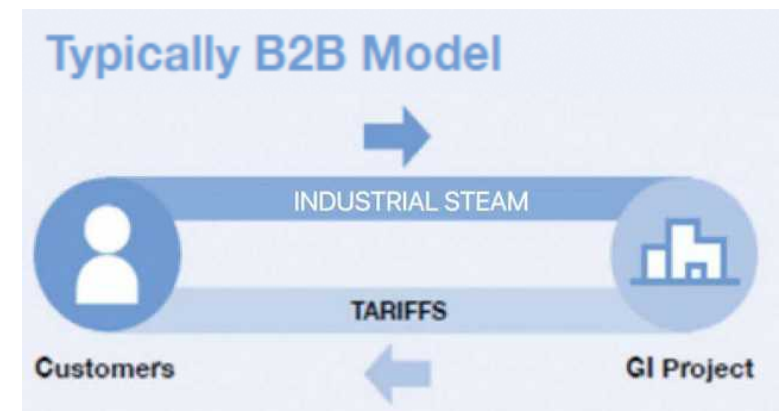 Typically B2B Model
INDUSTRIAL STEAM
TARIFFS
Customers
GI Project